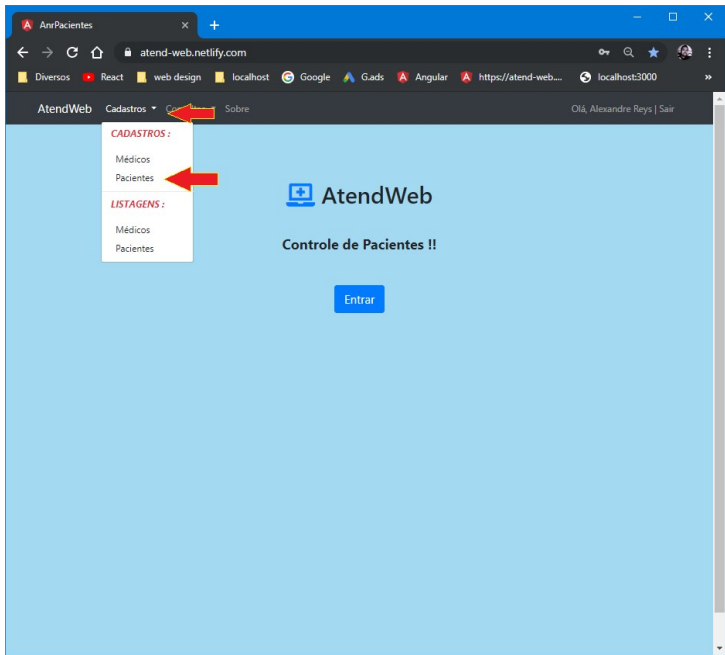 AnrPacientes
atend-web.netlify.com
Diversos React web design localhost Google G.ads Angular https://atend-web.... localhost:3000 »
AtendWeb Cadastros Sobre Olá, Alexandre Reys | Sair
CADASTROS :
Médicos
Pacientes
LISTAGENS :
Médicos
Pacientes
AtendWeb
Controle de Pacientes !!
Entrar